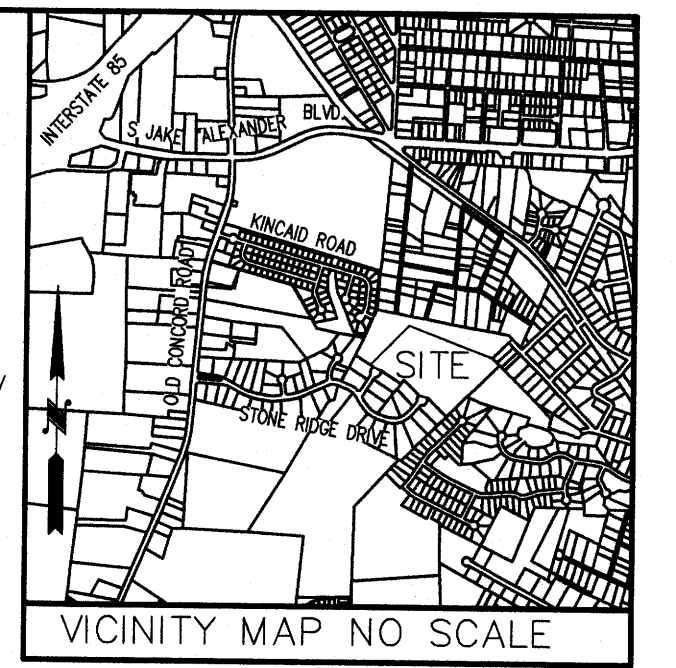 INTERSTATE 85
S. JAKE ALEXANDER BLVD.
KINCAID ROAD
OLD CONCORD ROAD
SITE
STONE RIDGE DRIVE
N
VICINITY MAP NO SCALE